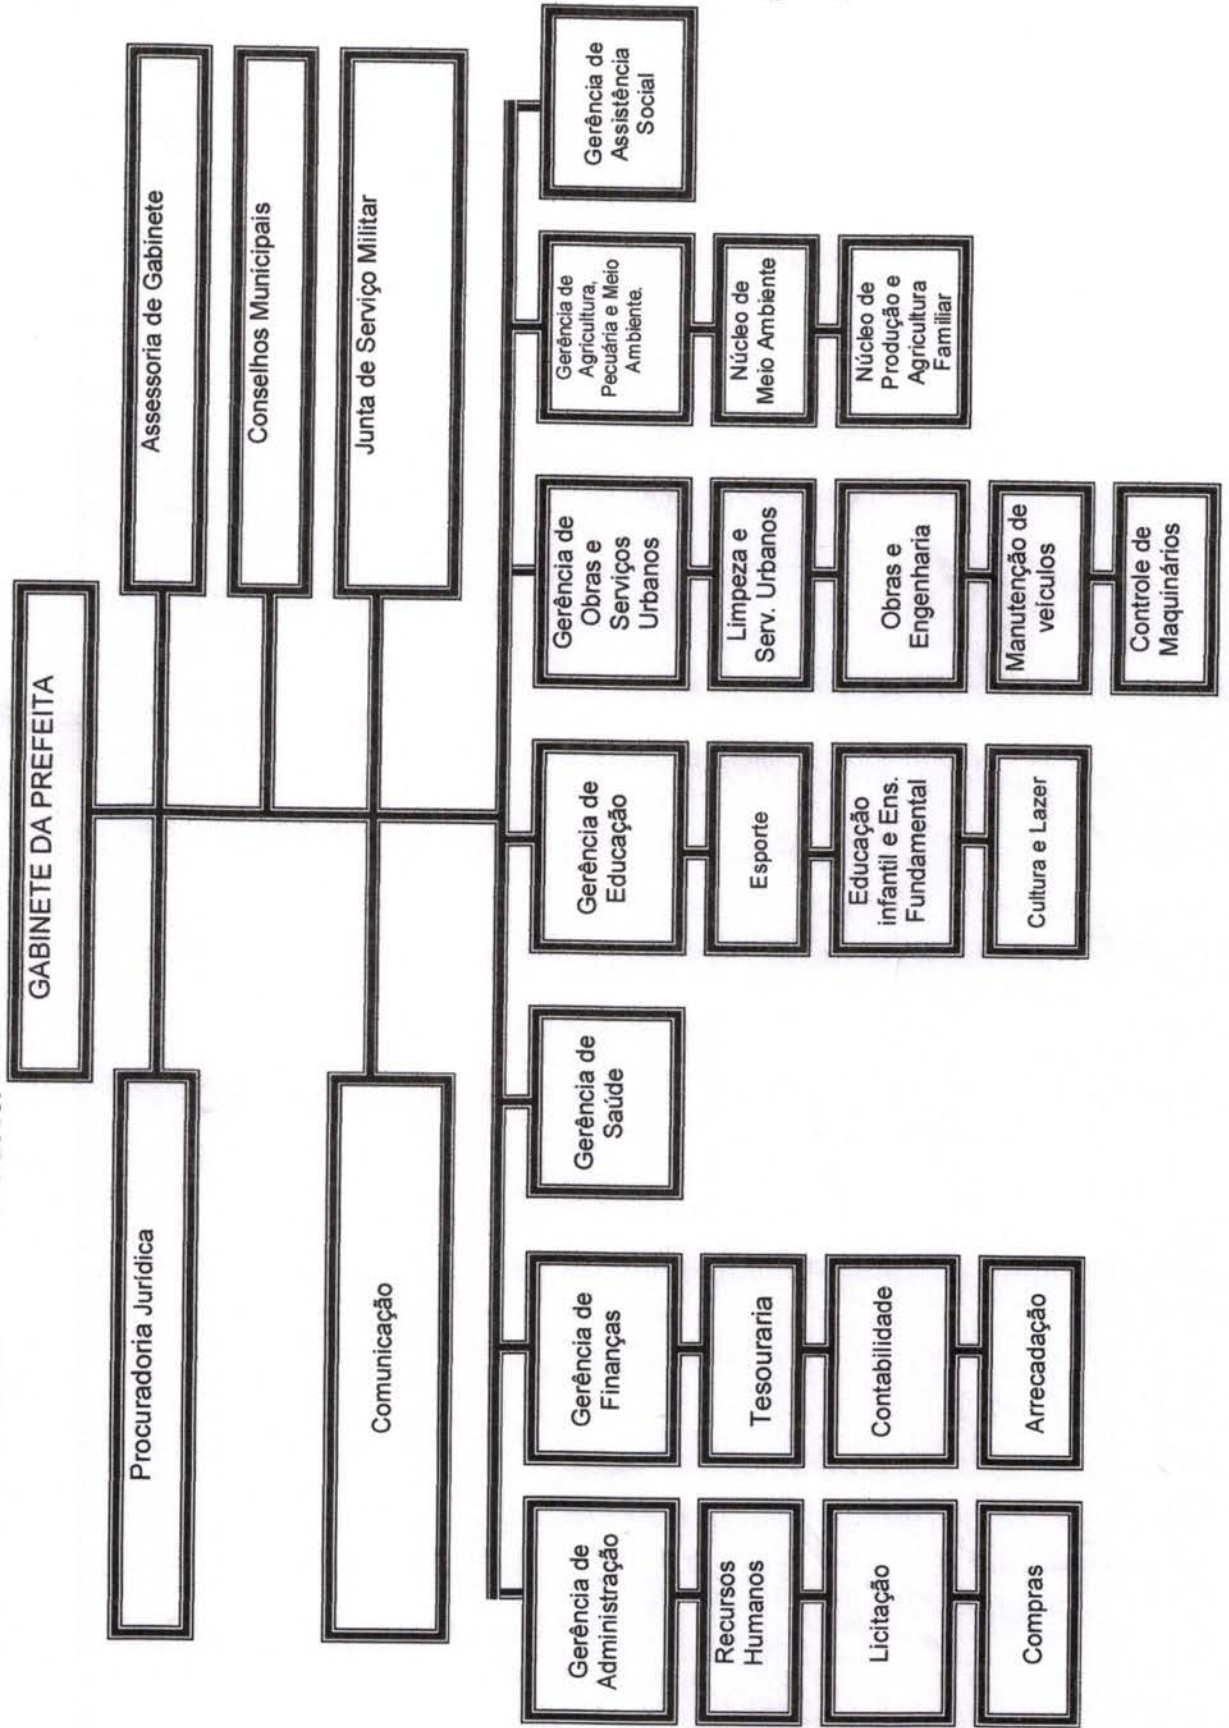 GABINETE DA PREFEITA
Procuradoria Jurídica
Assessoria de Gabinete
Conselhos Municipais
Comunicação
Junta de Serviço Militar
Gerência de
Administração
Recursos
Humanos
Licitação
Compras
Gerência de
Finanças
Tesouraria
Contabilidade
Arrecadação
Gerência de
Saúde
Gerência de
Educação
Esporte
Educação
infantil e Ens.
Fundamental
Cultura e Lazer
Gerência de
Obras e
Serviços
Urbanos
Limpeza e
Serv. Urbanos
Obras e
Engenharia
Manutenção de
veículos
Controle de
Maquinários
Gerência de
Agricultura,
Pecuária e Meio
Ambiente.
Núcleo de
Meio Ambiente
Núcleo de
Produção e
Agricultura
Familiar
Gerência de
Assistência
Social